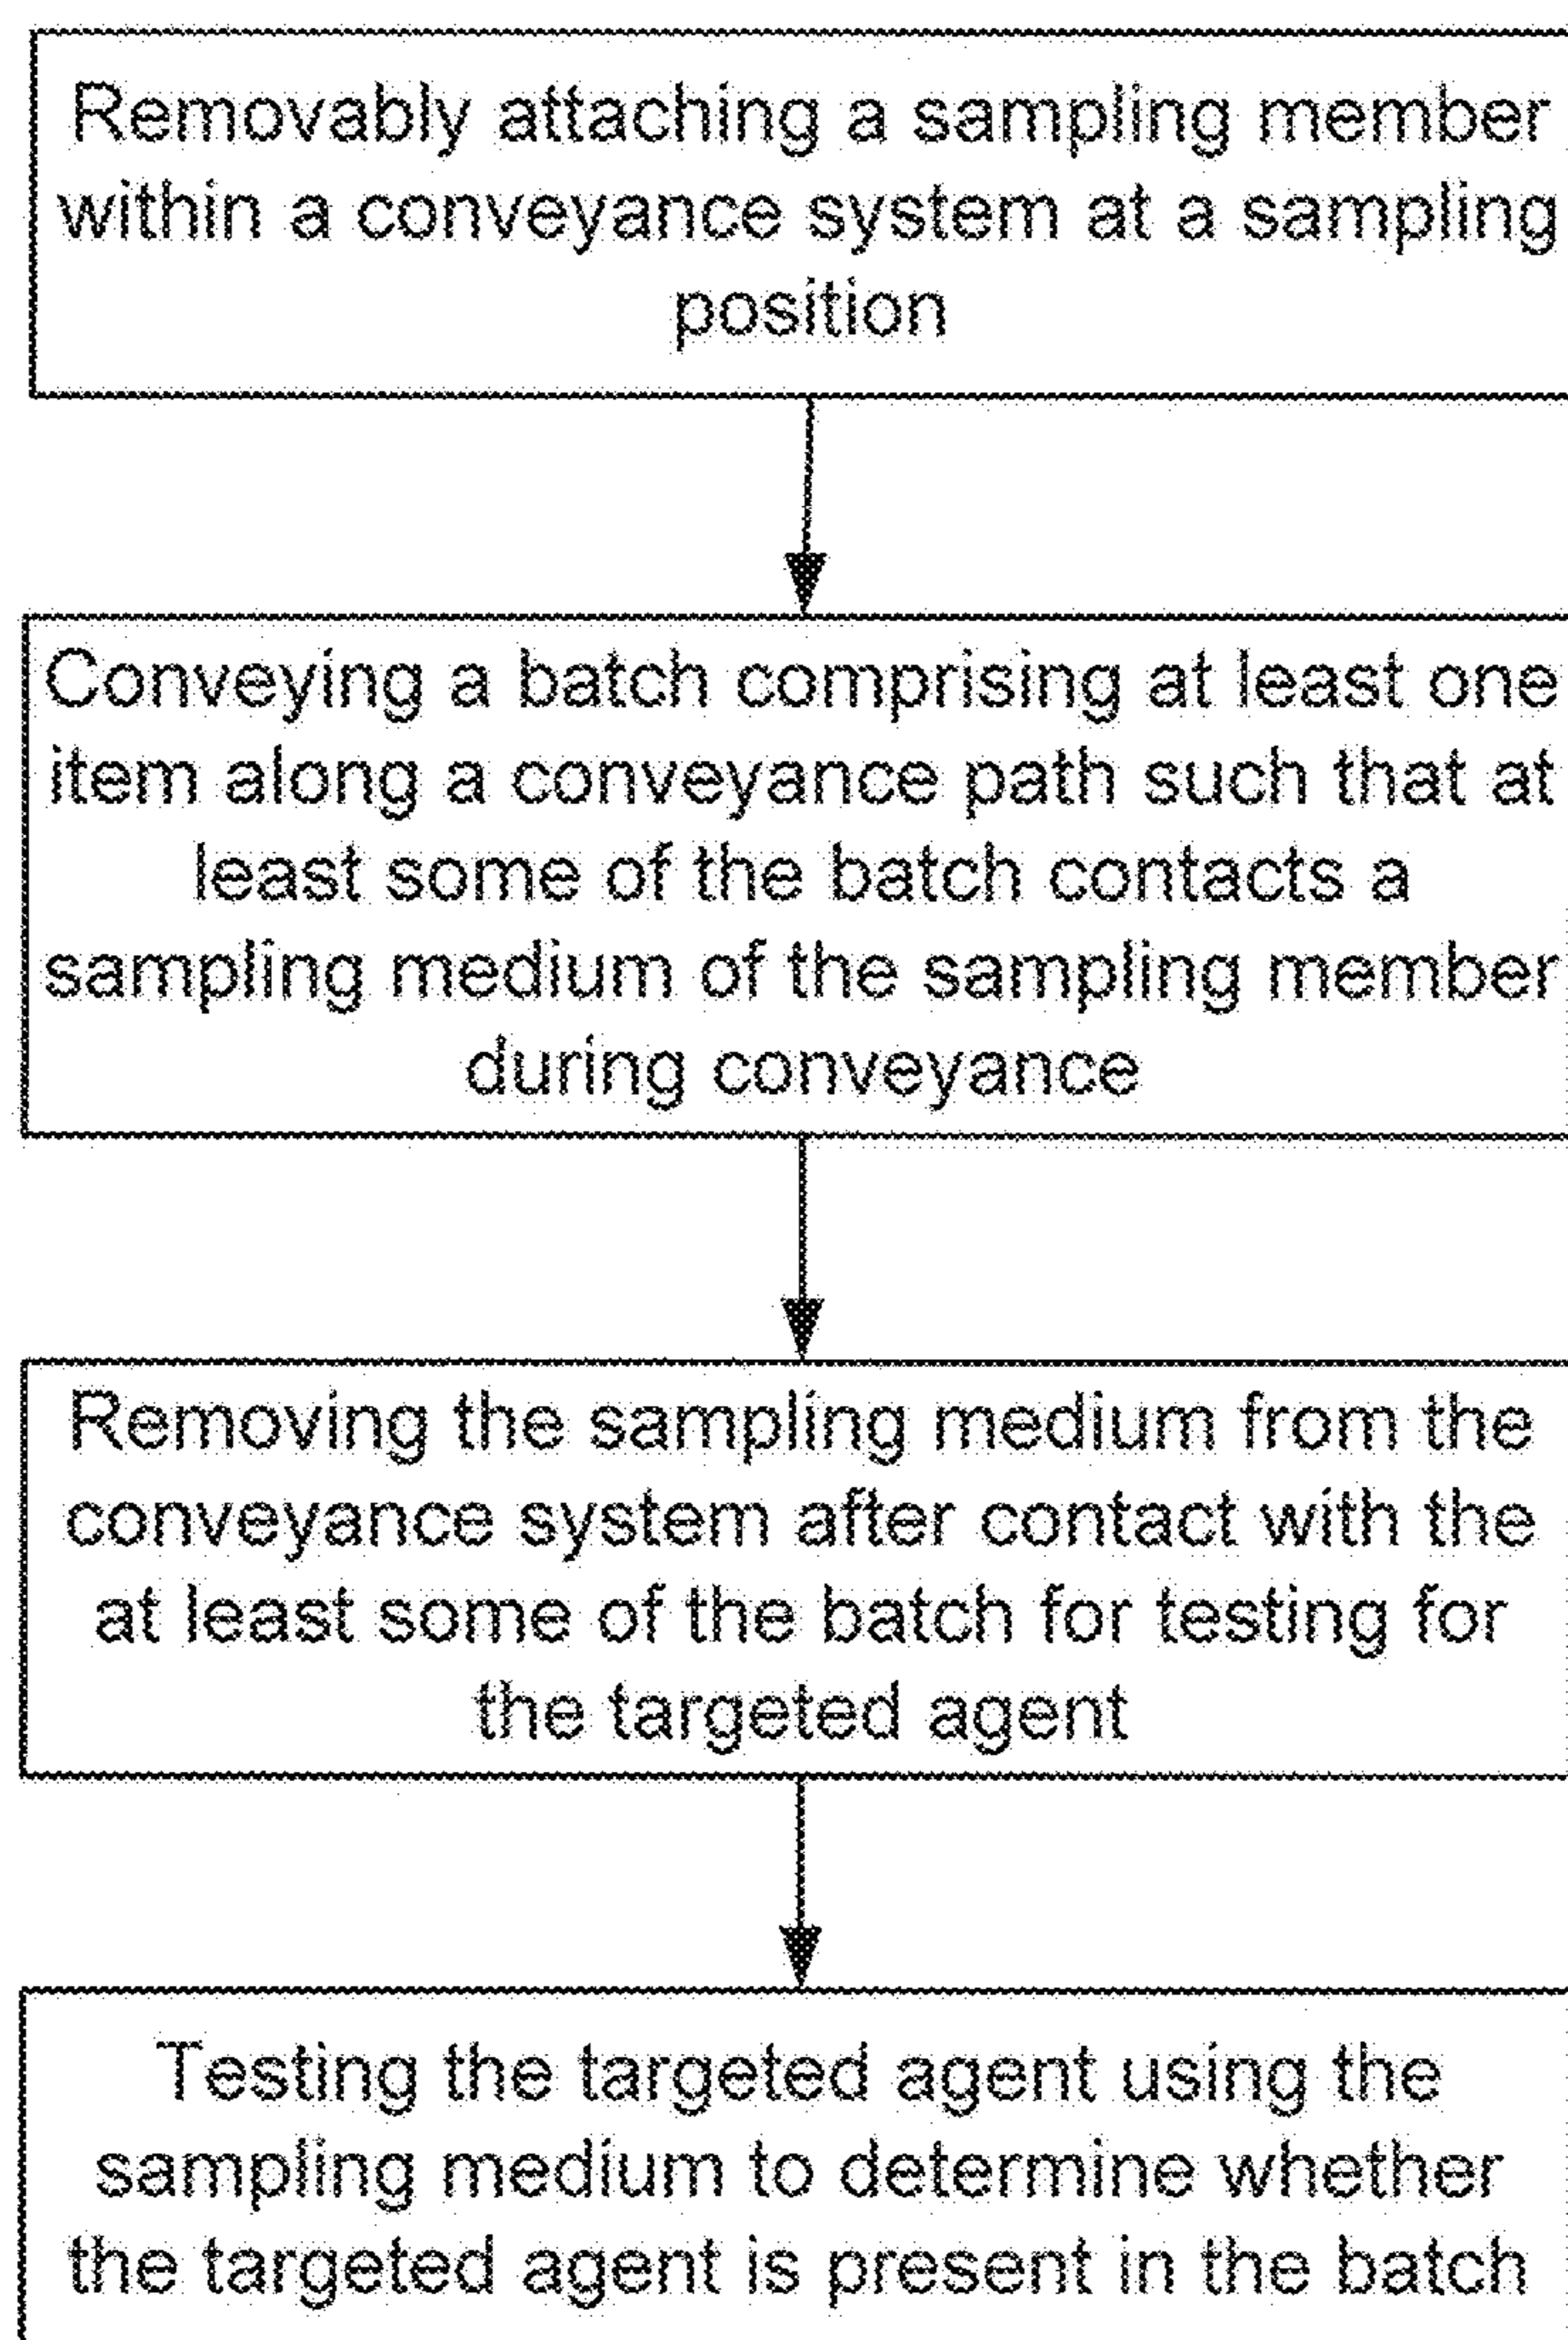 Removably attaching a sampling member
within a conveyance system at a sampling
position
Conveying a batch comprising at least one
item along a conveyance path such that at
least some of the batch contacts a
sampling medium of the sampling member
during conveyance
Removing the sampling medium from the
conveyance system after contact with the
at least some of the batch for testing for
the targeted agent
Testing the targeted agent using the
sampling medium to determine whether
the targeted agent is present in the batch